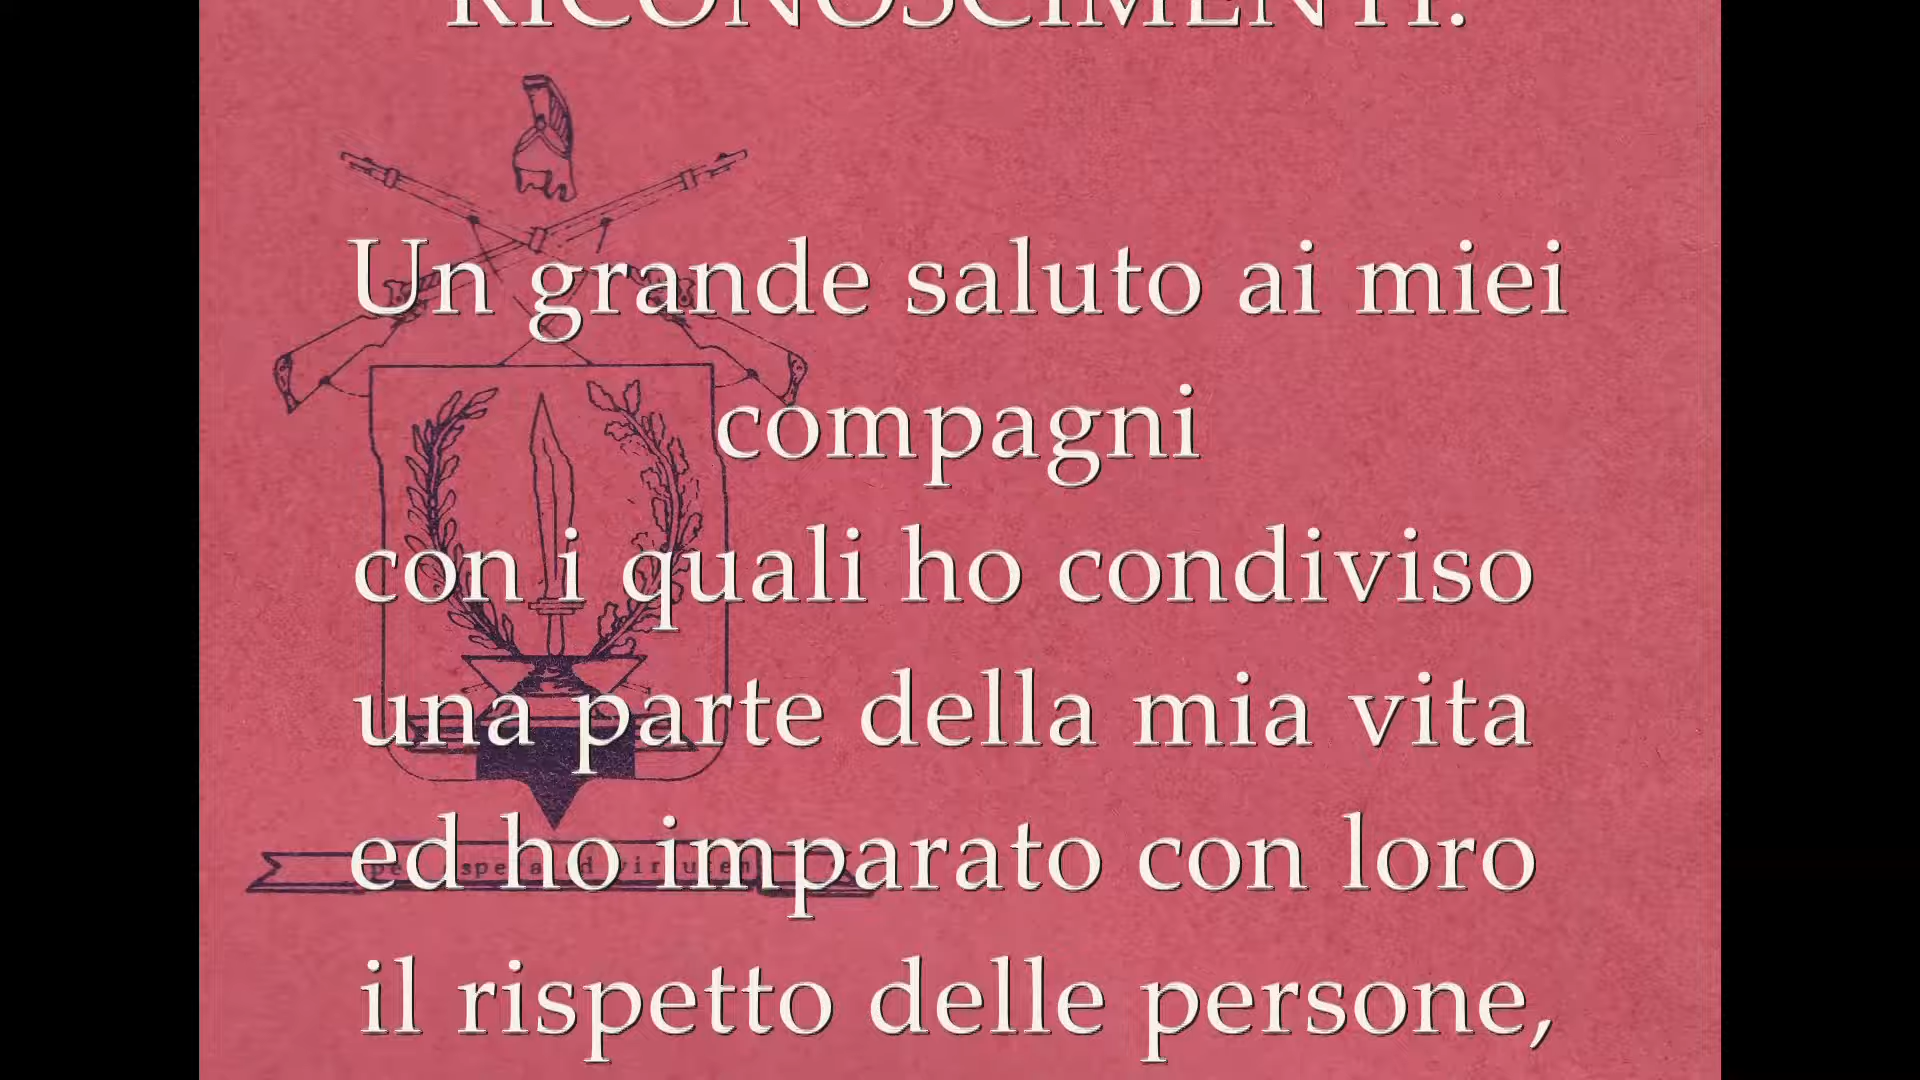 RICONOSCIMENTI:
Un grande saluto ai miei
compagni
con i quali ho condiviso
una parte della mia vita
ed ho imparato con loro
il rispetto delle persone,